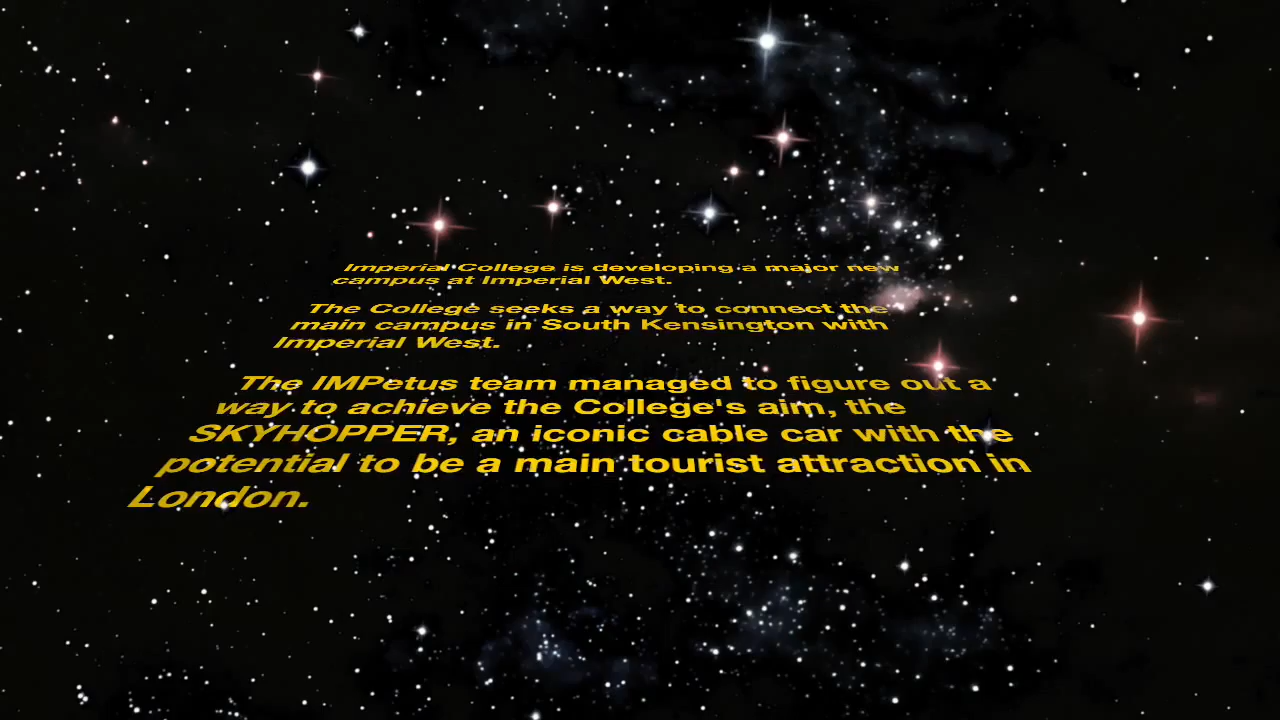 Imperial College is developing a major new
campus at Imperial West.
The College seeks a way to connect the
main campus in South Kensington with
Imperial West.
The IMPetus team managed to figure out a
way to achieve the College's aim, the
SKYHOPPER, an iconic cable car with the
potential to be a main tourist attraction in
London.